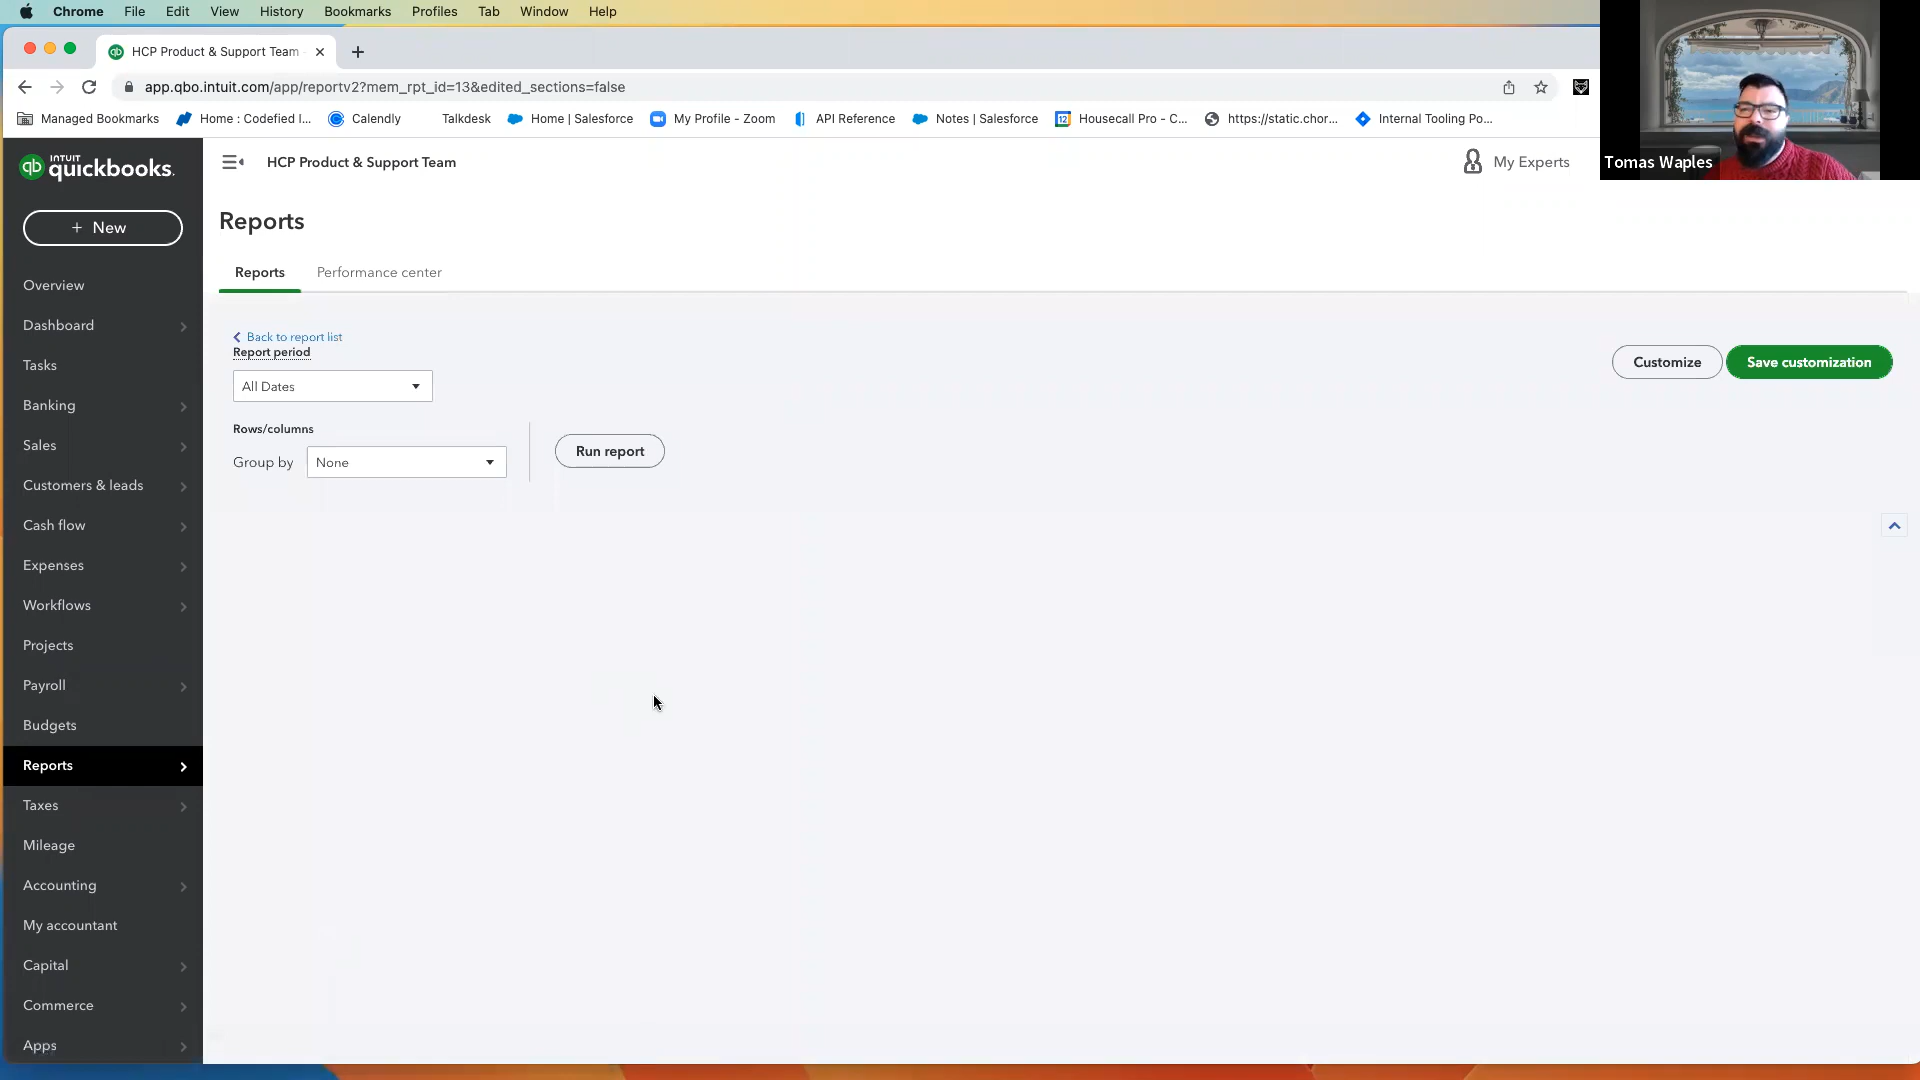 Chrome File Edit View History Bookmarks Profiles Tab Window Help
HCP Product & Support Team
app.qbo.intuit.com/app/reportv2?mem_rpt_id=13&edited_sections=false
Managed Bookmarks Home : Codefied I... Calendly Talkdesk Home | Salesforce My Profile - Zoom API Reference Notes | Salesforce 12 Housecall Pro - C... https://static.chor... Internal Tooling Po...
Tomas Waples
qb INTUIT quickbooks.
HCP Product & Support Team
My Experts
+ New
Overview
Dashboard
Tasks
Banking
Sales
Customers & leads
Cash flow
Expenses
Workflows
Projects
Payroll
Budgets
Reports
Taxes
Mileage
Accounting
My accountant
Capital
Commerce
Apps
Reports
Reports Performance center
Back to report list
Report period
All Dates
Customize Save customization
Rows/columns
Group by None
Run report